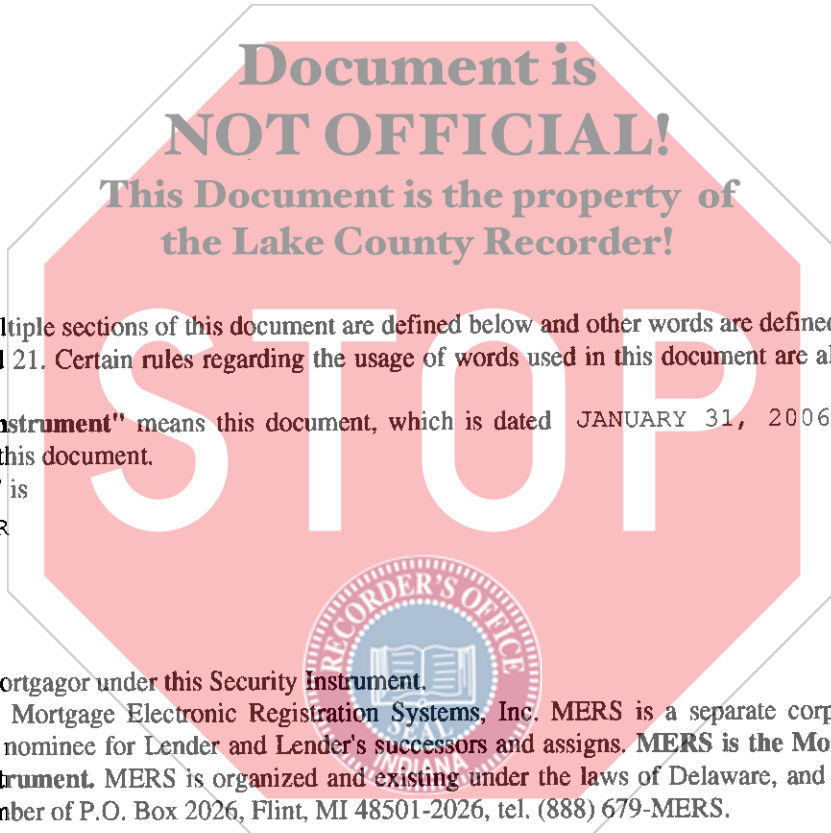 Document is
NOT OFFICIAL!
This Document is the property of
the Lake County Recorder!
ltiple sections of this document are defined below and other words are defined
21. Certain rules regarding the usage of words used in this document are al
nstrument" means this document, which is dated JANUARY 31, 2006
this document.
" is
R
STOP
RECORDER'S OFFICE
SEAL
INDIANA
ortgagor under this Security Instrument.
Mortgage Electronic Registration Systems, Inc. MERS is a separate corp
nominee for Lender and Lender's successors and assigns. MERS is the Mo
trument. MERS is organized and existing under the laws of Delaware, and
mber of P.O. Box 2026, Flint, MI 48501-2026, tel. (888) 679-MERS.